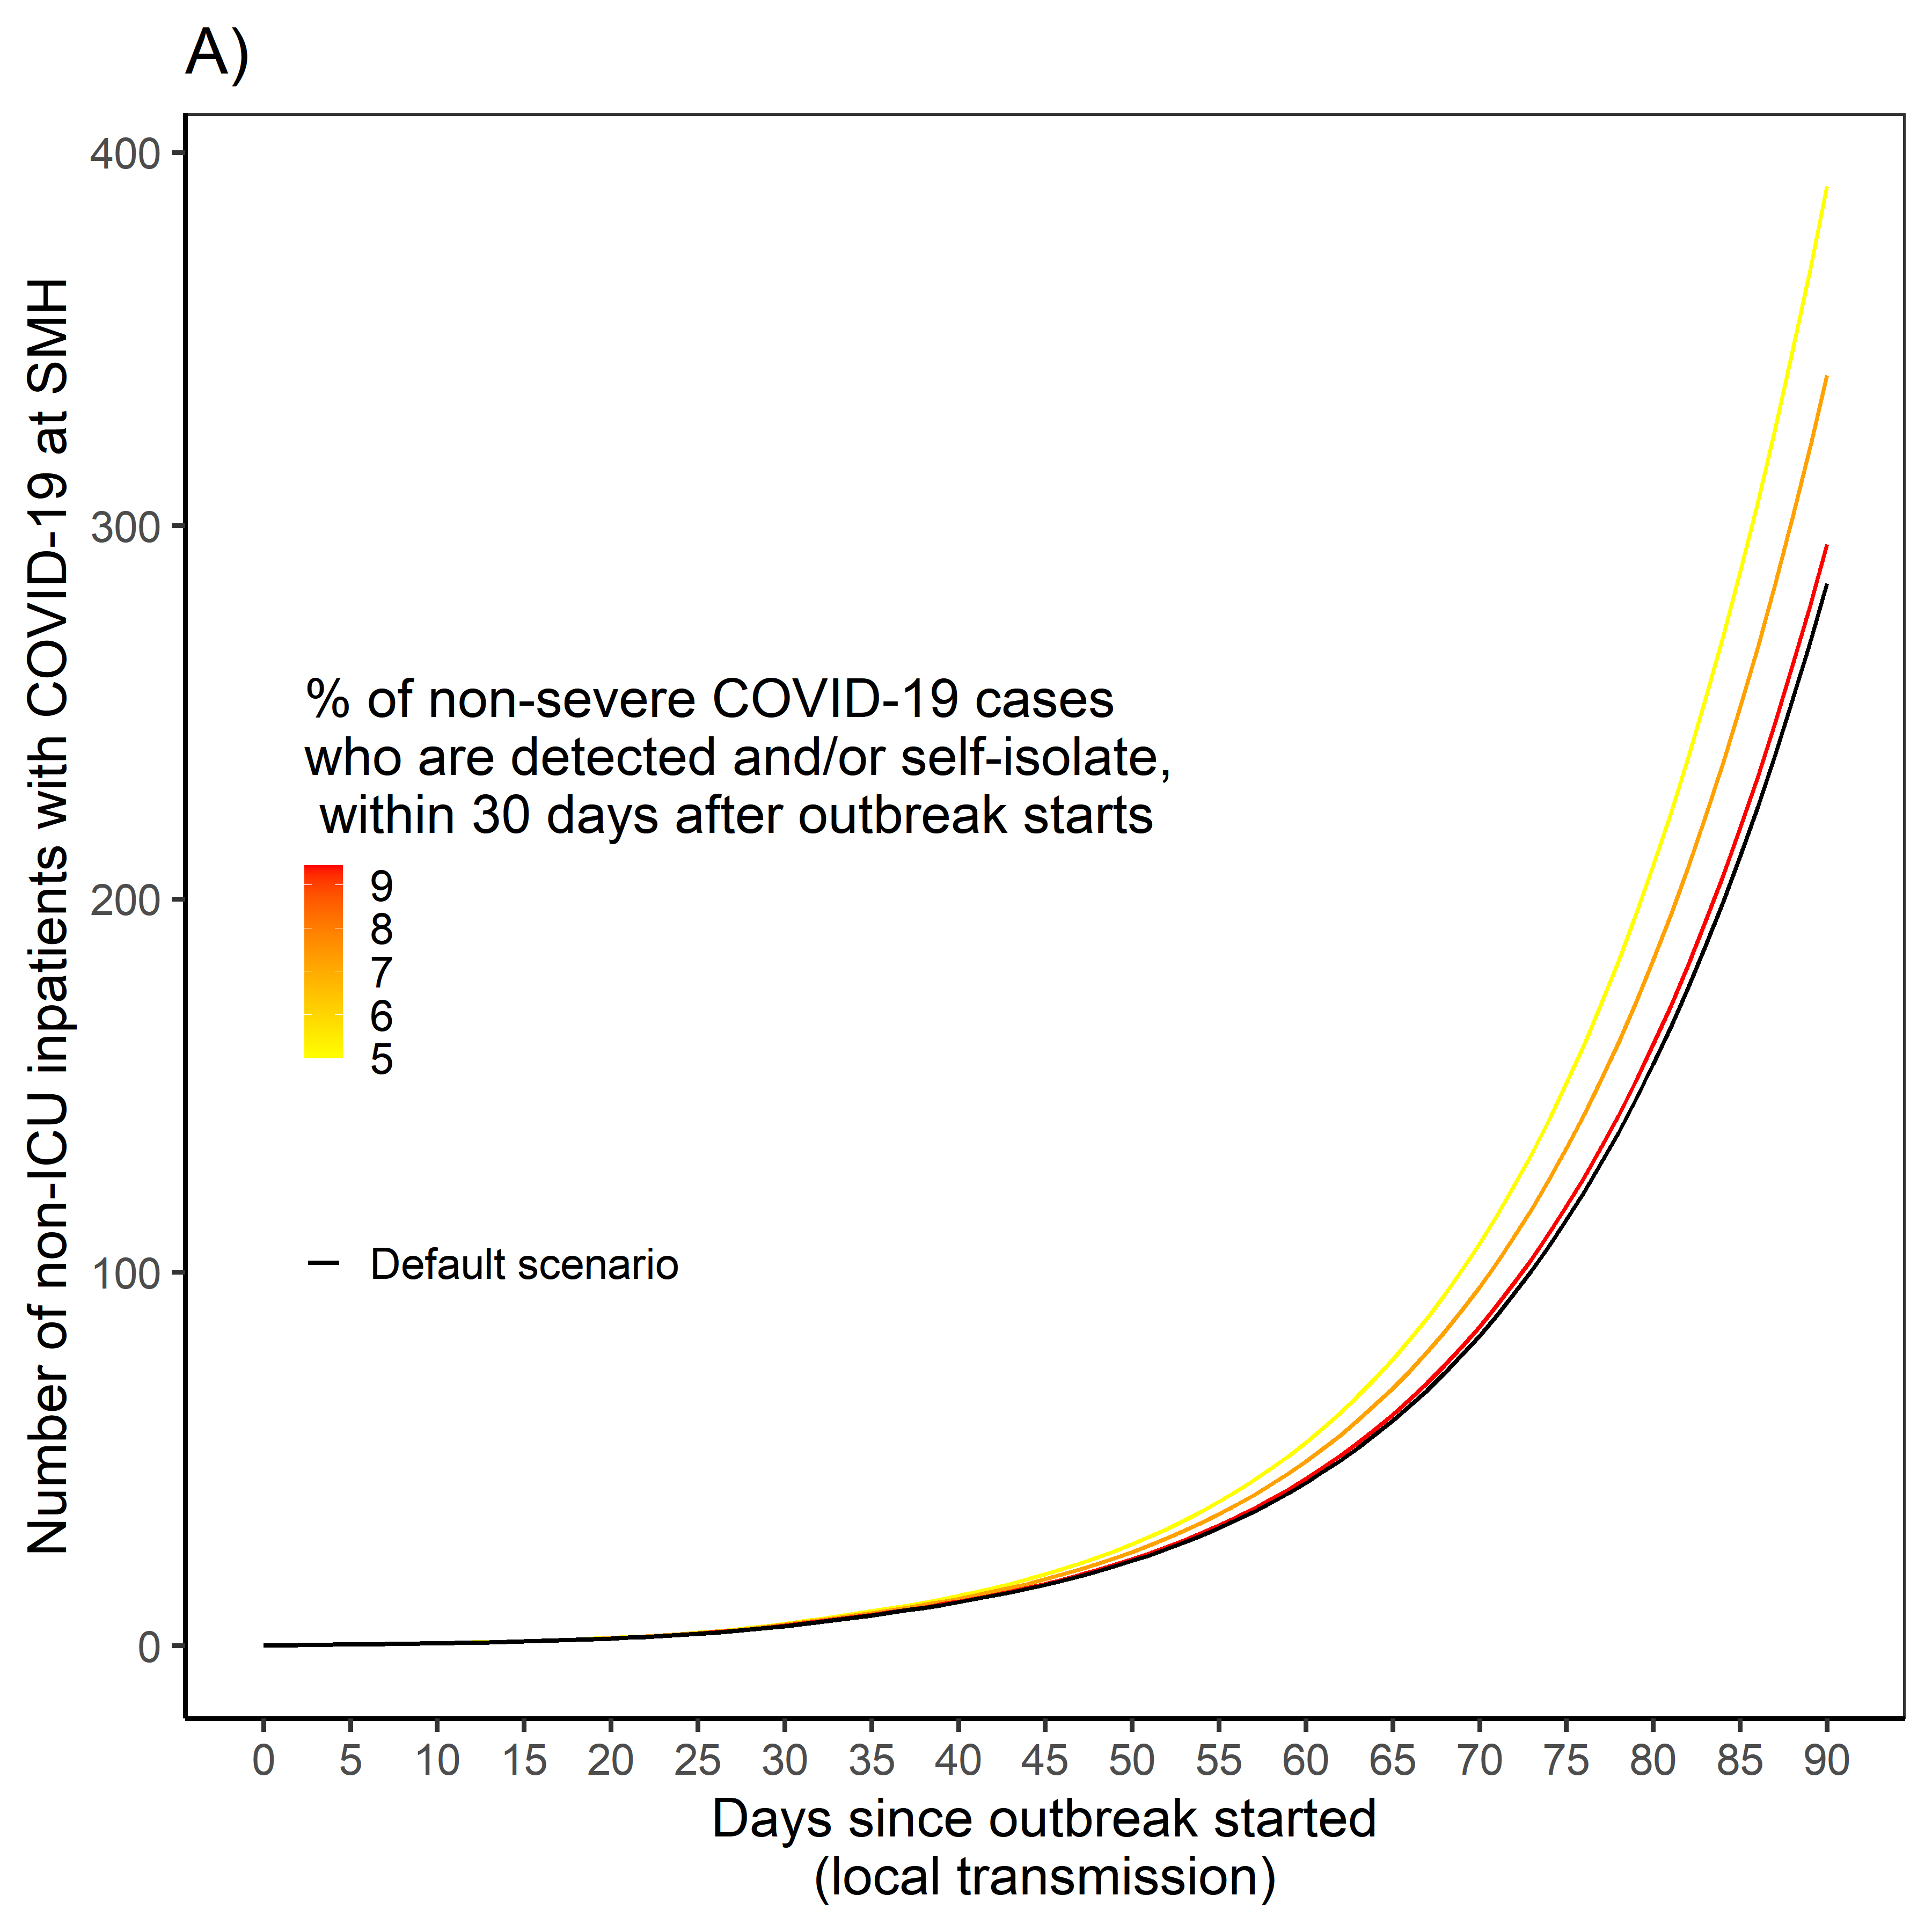 A)
Number of non-ICU inpatients with COVID-19 at SMH
400
300
200
100
0
% of non-severe COVID-19 cases
who are detected and/or self-isolate,
within 30 days after outbreak starts
9
8
7
6
5
Default scenario
0 5 10 15 20 25 30 35 40 45 50 55 60 65 70 75 80 85 90
Days since outbreak started
(local transmission)